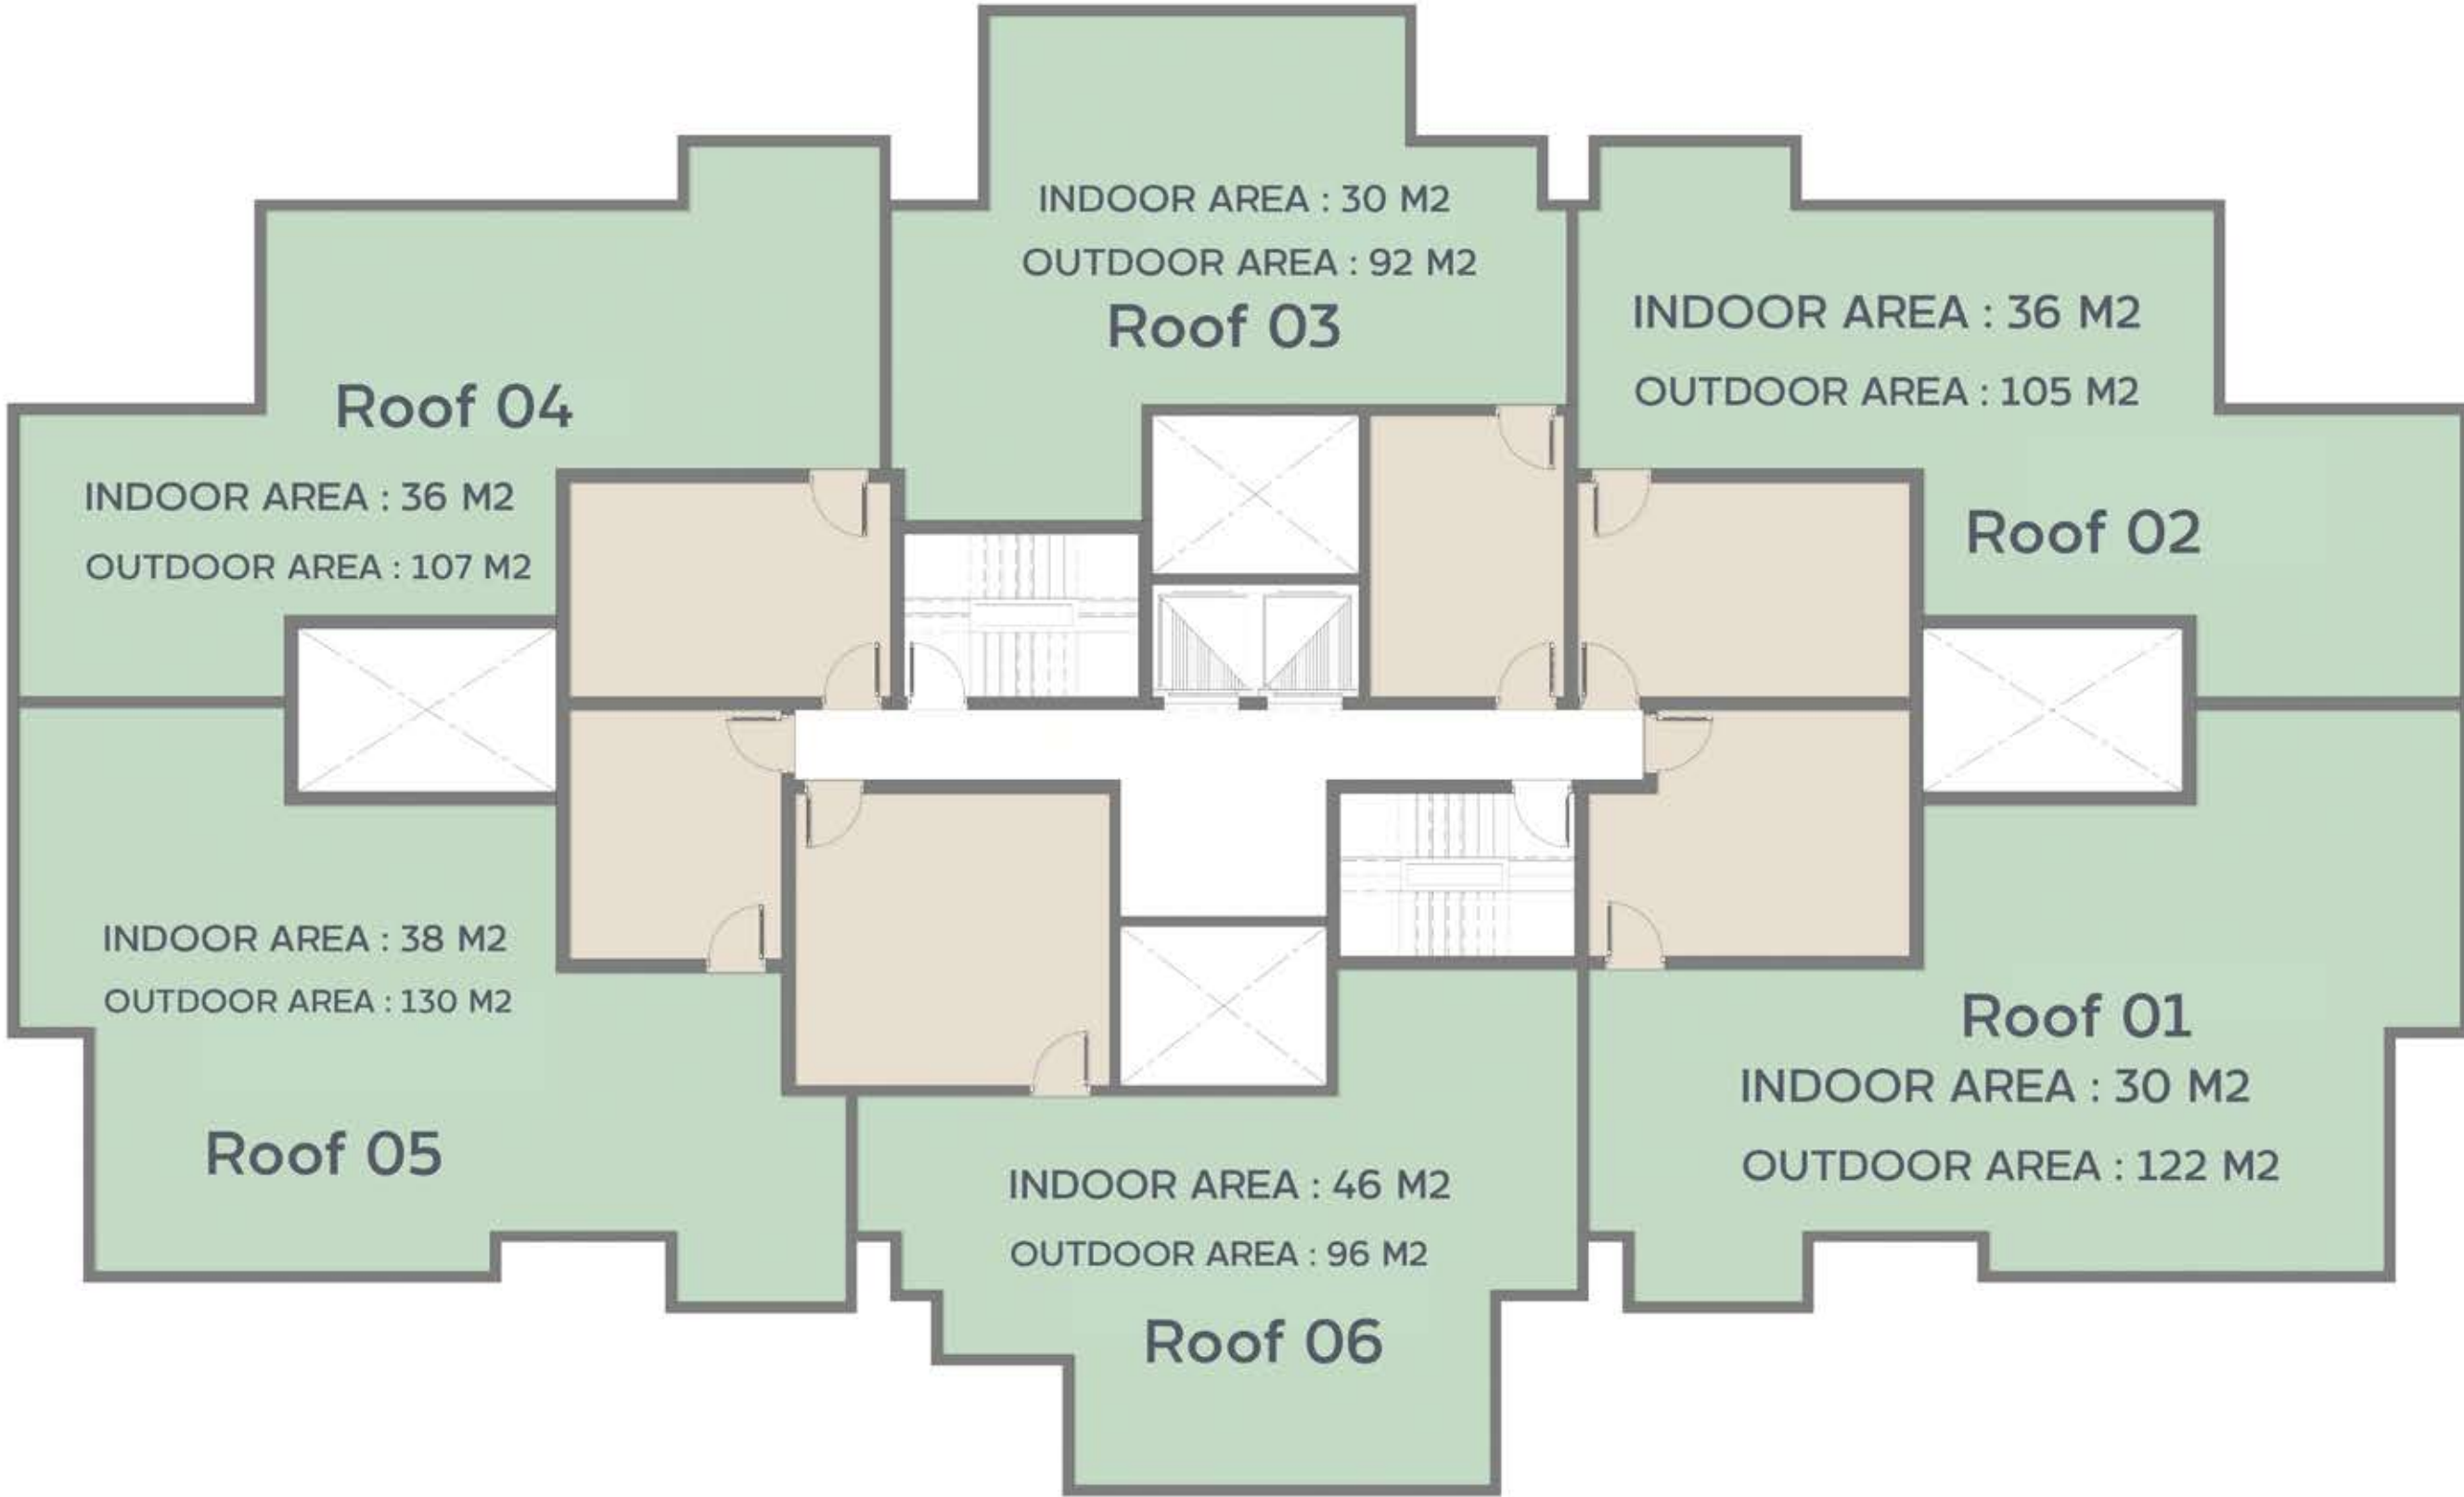 INDOOR AREA : 30 M2
OUTDOOR AREA : 92 M2
Roof 03
INDOOR AREA : 36 M2
OUTDOOR AREA : 105 M2
Roof 02
Roof 04
INDOOR AREA : 36 M2
OUTDOOR AREA : 107 M2
INDOOR AREA : 38 M2
OUTDOOR AREA : 130 M2
Roof 05
INDOOR AREA : 46 M2
OUTDOOR AREA : 96 M2
Roof 06
Roof 01
INDOOR AREA : 30 M2
OUTDOOR AREA : 122 M2